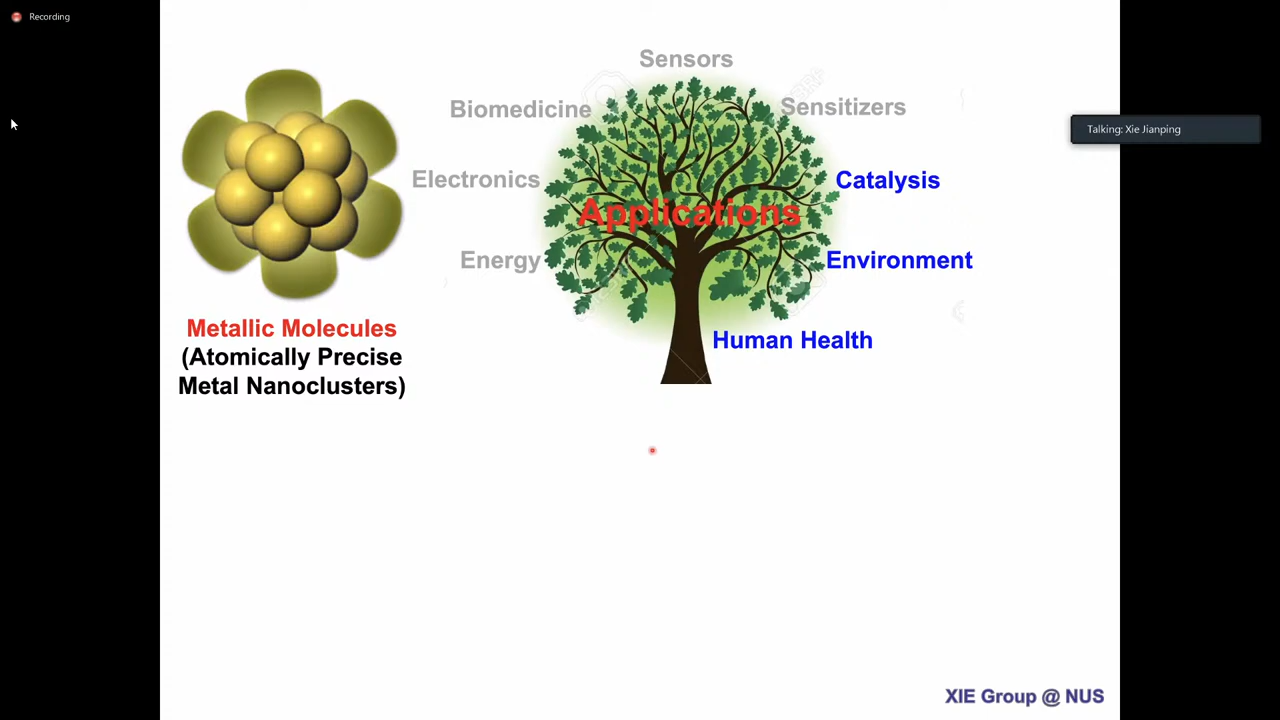 Recording
Talking: Xie Jianping
Sensors
Biomedicine
Sensitizers
Electronics
Catalysis
Applications
Energy
Environment
Human Health
Metallic Molecules
(Atomically Precise
Metal Nanoclusters)
XIE Group @ NUS